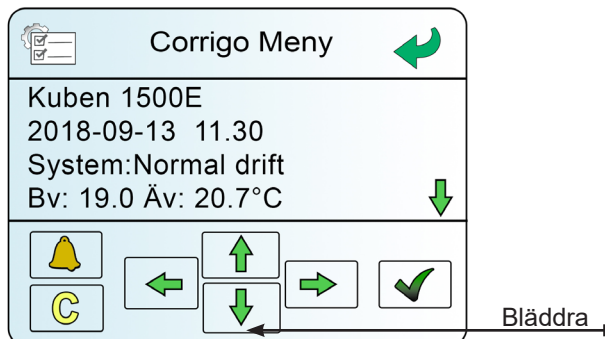 Corrigo Meny
Kuben 1500E
2018-09-13 11.30
System:Normal drift
Bv: 19.0 Äv: 20.7°C
C
Bläddra